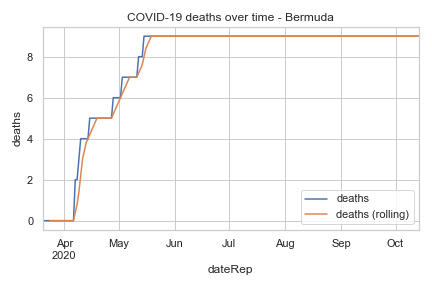 COVID-19 deaths over time - Bermuda
deaths
8
6
4
2
0
deaths
deaths (rolling)
Apr May Jun Jul Aug Sep Oct
2020
dateRep